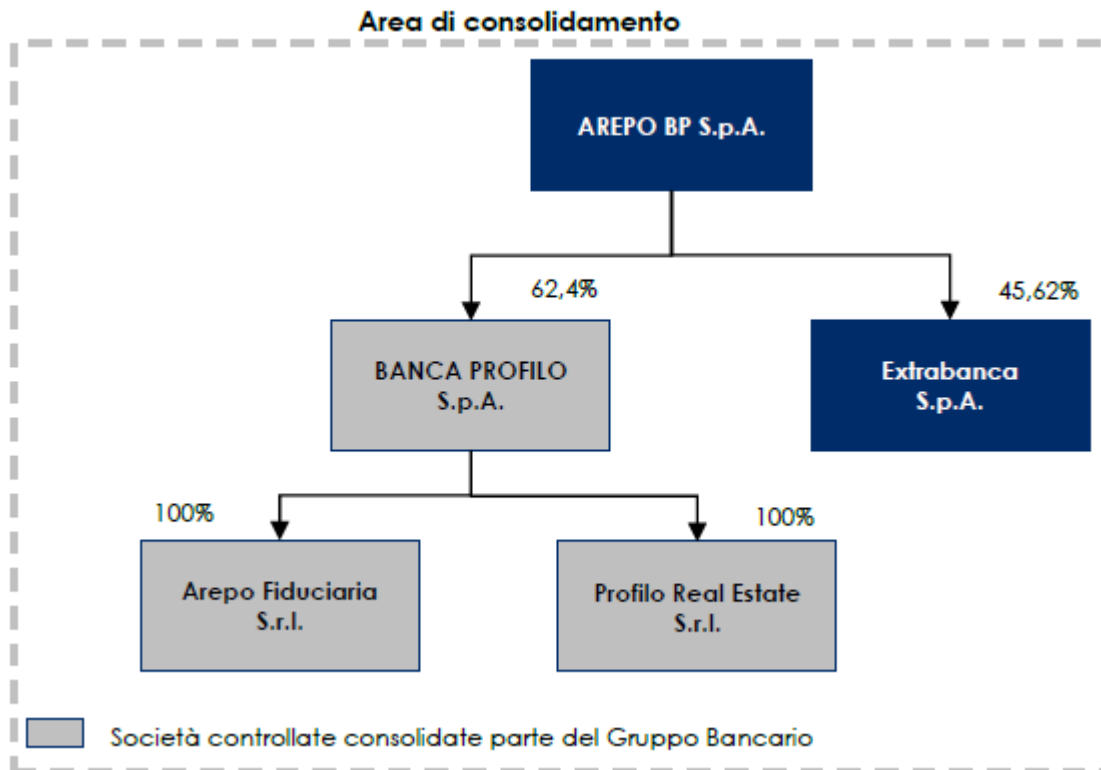 Area di consolidamento
AREPO BP S.p.A.
62,4%
45,62%
BANCA PROFILO
S.p.A.
Extrabanca
S.p.A.
100%
100%
Arepo Fiduciaria
S.r.l.
Profilo Real Estate
S.r.l.
Società controllate consolidate parte del Gruppo Bancario